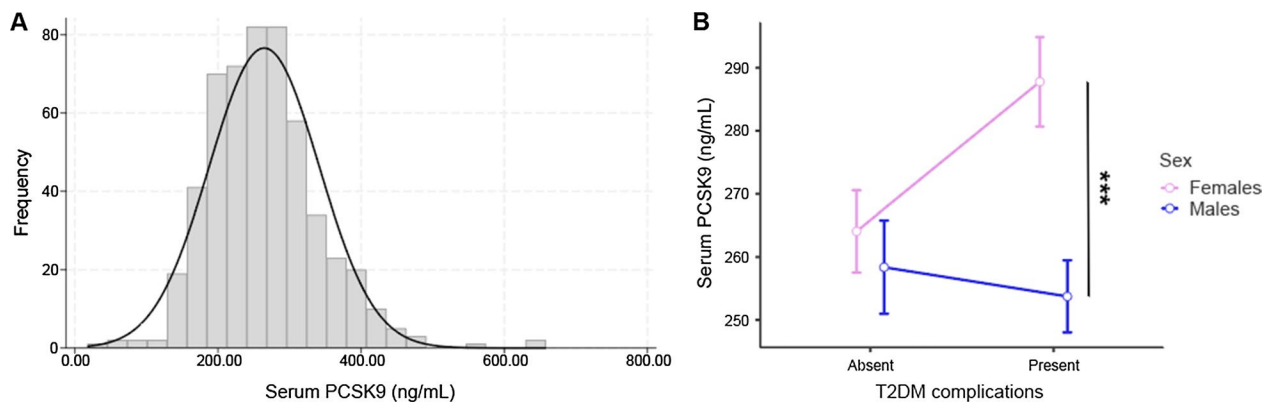 A
80
60
40
20
0
Frequency
0.00 200.00 400.00 600.00 800.00
Serum PCSK9 (ng/mL)
B
290
280
270
260
250
Serum PCSK9 (ng/mL)
***
Absent Present
T2DM complications
Sex
Females
Males